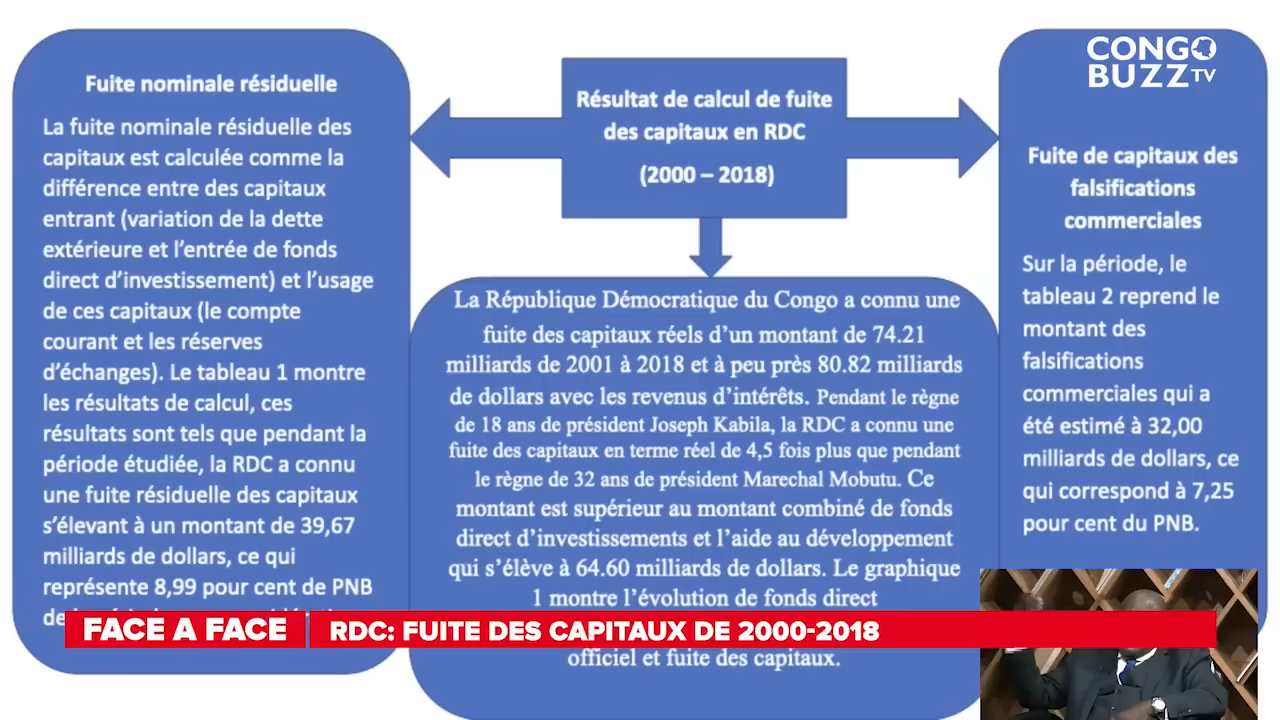 CONGO
BUZZ TV
Fuite nominale résiduelle
La fuite nominale résiduelle des
capitaux est calculée comme la
différence entre des capitaux
entrant (variation de la dette
extérieure et l’entrée de fonds
direct d’investissement) et l’usage
de ces capitaux (le compte
courant et les réserves
d’échanges). Le tableau 1 montre
les résultats de calcul, ces
résultats sont tels que pendant la
période étudiée, la RDC a connu
une fuite résiduelle des capitaux
s’élevant à un montant de 39,67
milliards de dollars, ce qui
représente 8,99 pour cent de PNB
Résultat de calcul de fuite
des capitaux en RDC
(2000 – 2018)
La République Démocratique du Congo a connu une
fuite des capitaux réels d’un montant de 74.21
milliards de 2001 à 2018 et à peu près 80.82 milliards
de dollars avec les revenus d’intérêts. Pendant le règne
de 18 ans de président Joseph Kabila, la RDC a connu une
fuite des capitaux en terme réel de 4,5 fois plus que pendant
le règne de 32 ans de président Marechal Mobutu. Ce
montant est supérieur au montant combiné de fonds
direct d’investissements et l’aide au développement
qui s’élève à 64.60 milliards de dollars. Le graphique
1 montre l’évolution de fonds direct
officiel et fuite des capitaux.
Fuite de capitaux des
falsifications
commerciales
Sur la période, le
tableau 2 reprend le
montant des
falsifications
commerciales qui a
été estimé à 32,00
milliards de dollars, ce
qui correspond à 7,25
pour cent du PNB.
FACE A FACE
RDC: FUITE DES CAPITAUX DE 2000-2018